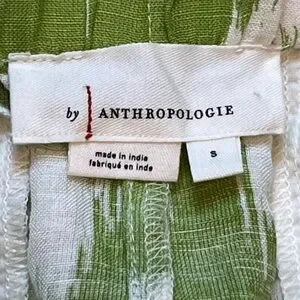 by ANTHROPOLOGIE
made in india
fabriqué en inde
S